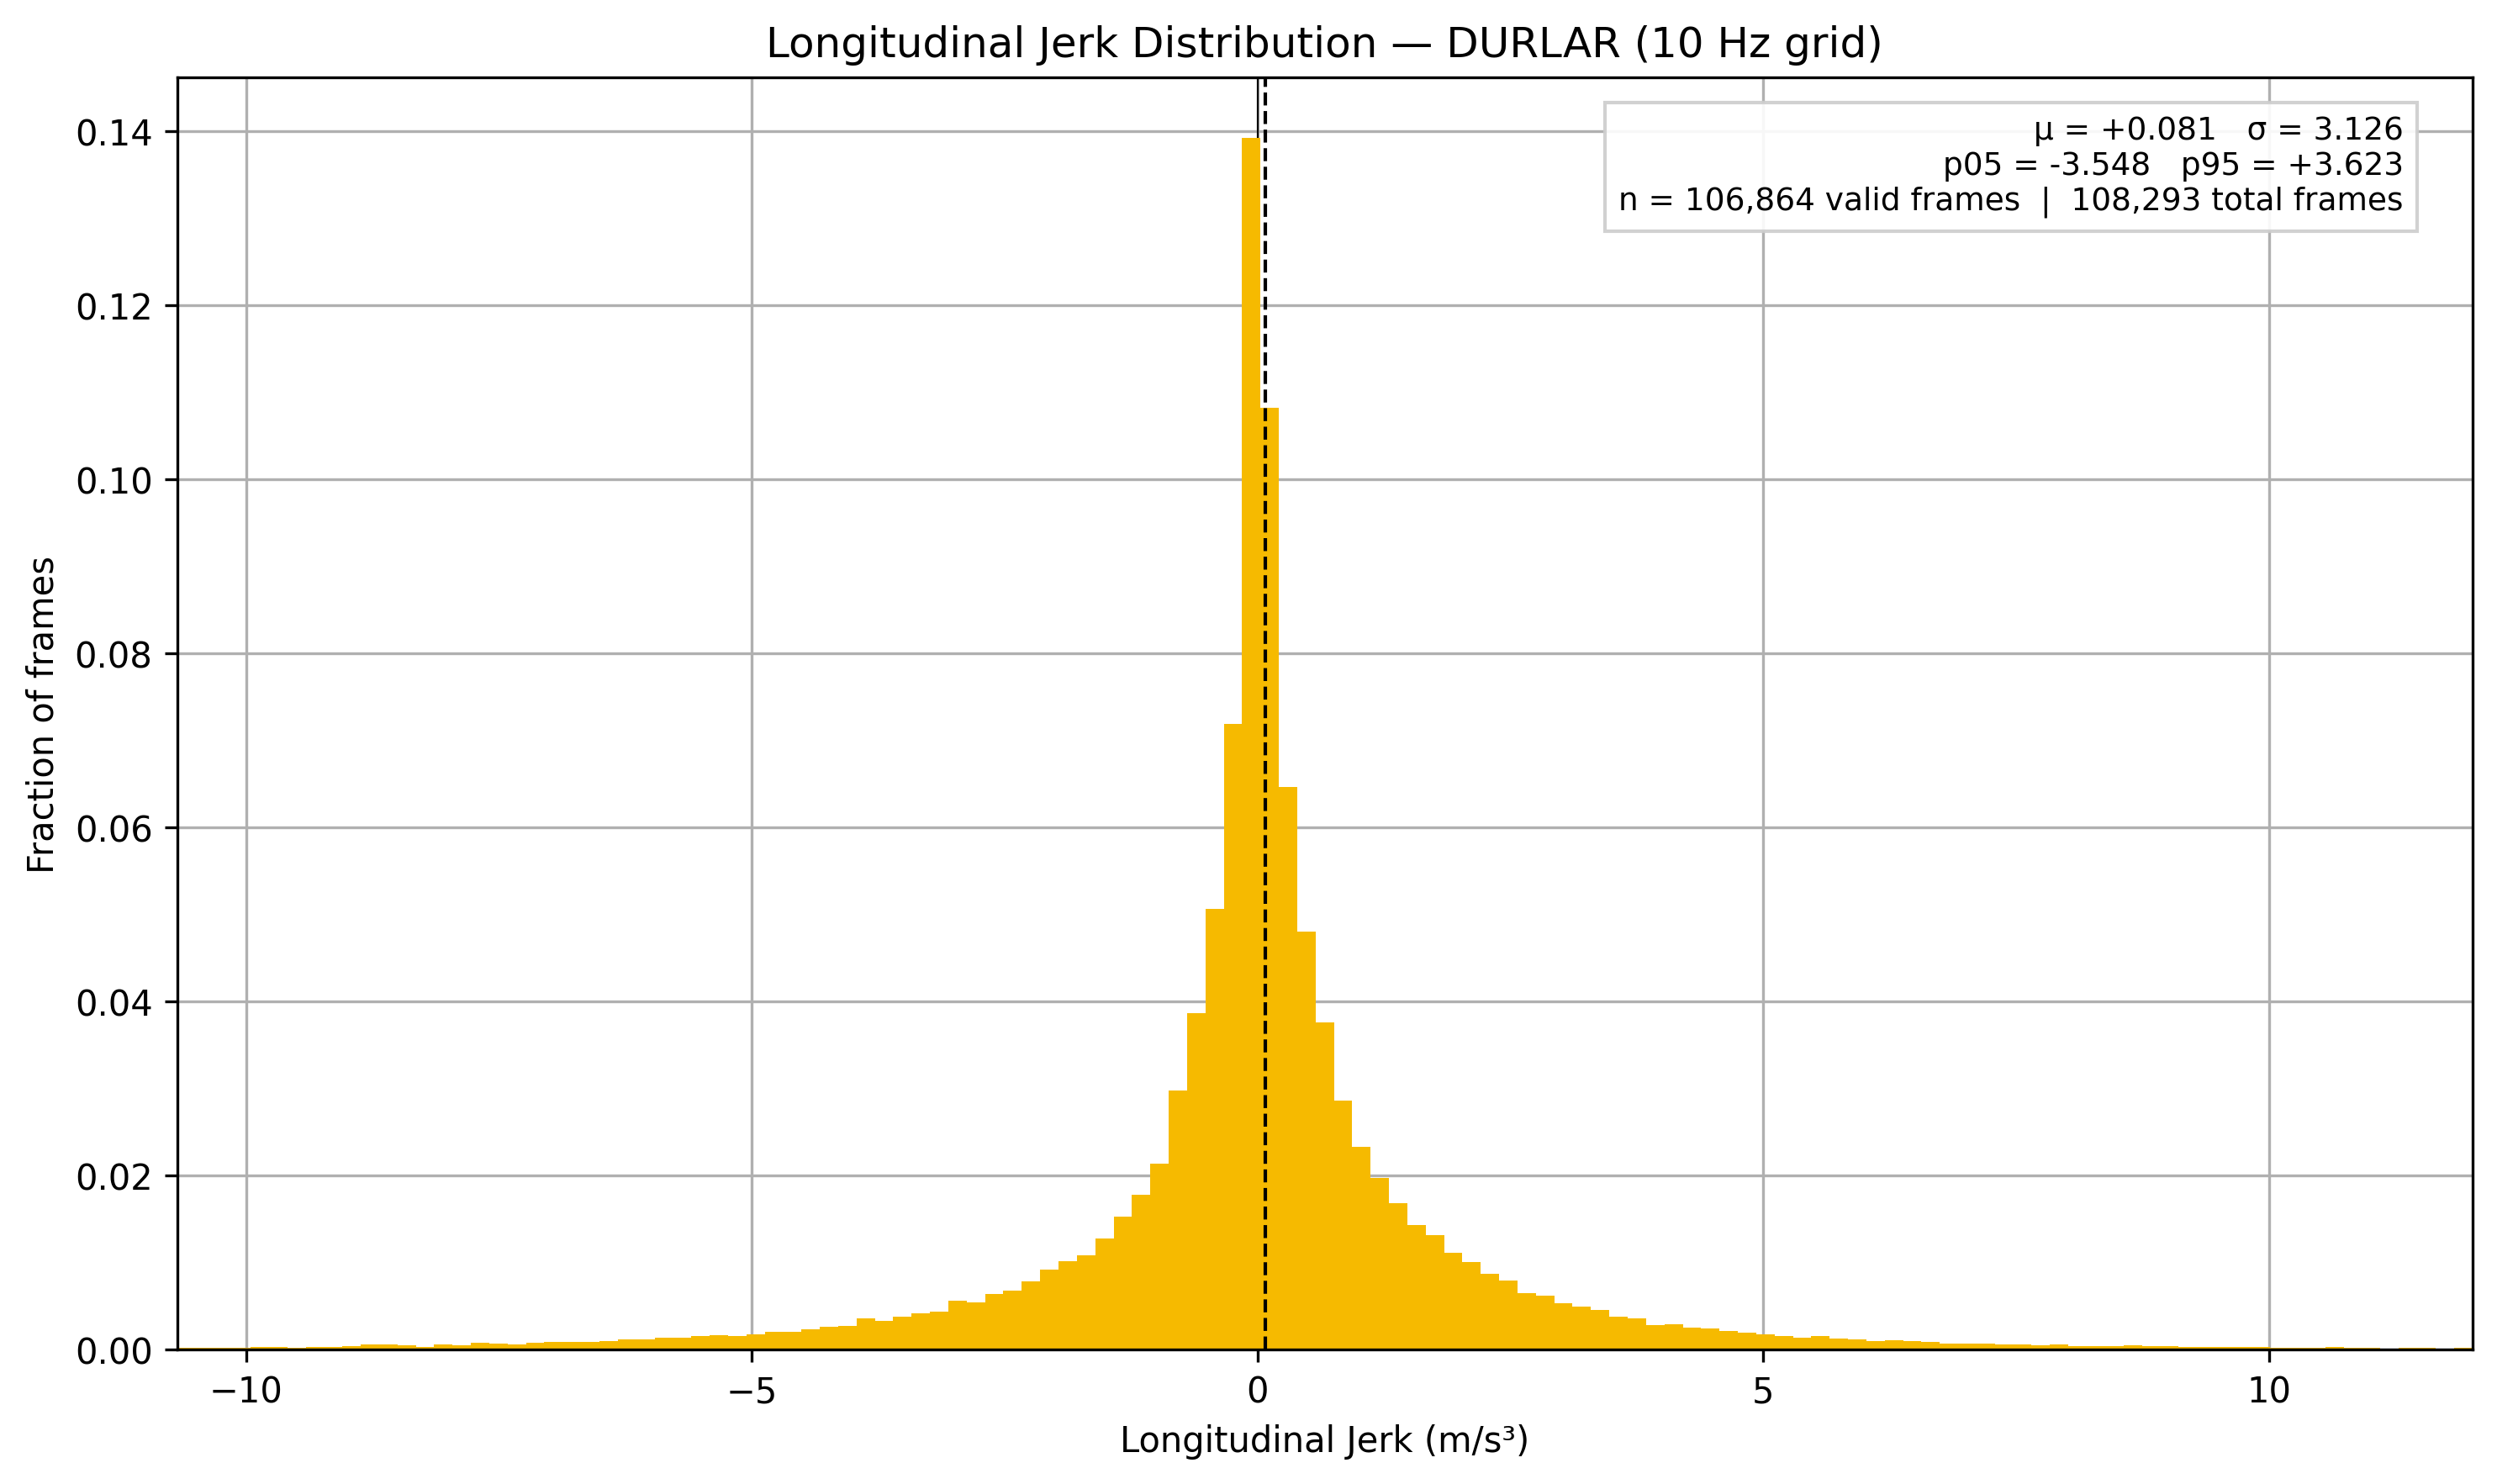 Longitudinal Jerk Distribution — DURLAR (10 Hz grid)
μ = +0.081   σ = 3.126
p05 = -3.548   p95 = +3.623
n = 106,864 valid frames  |  108,293 total frames
0.14
0.12
0.10
0.08
0.06
0.04
0.02
0.00
Fraction of frames
−10
−5
0
5
10
Longitudinal Jerk (m/s³)